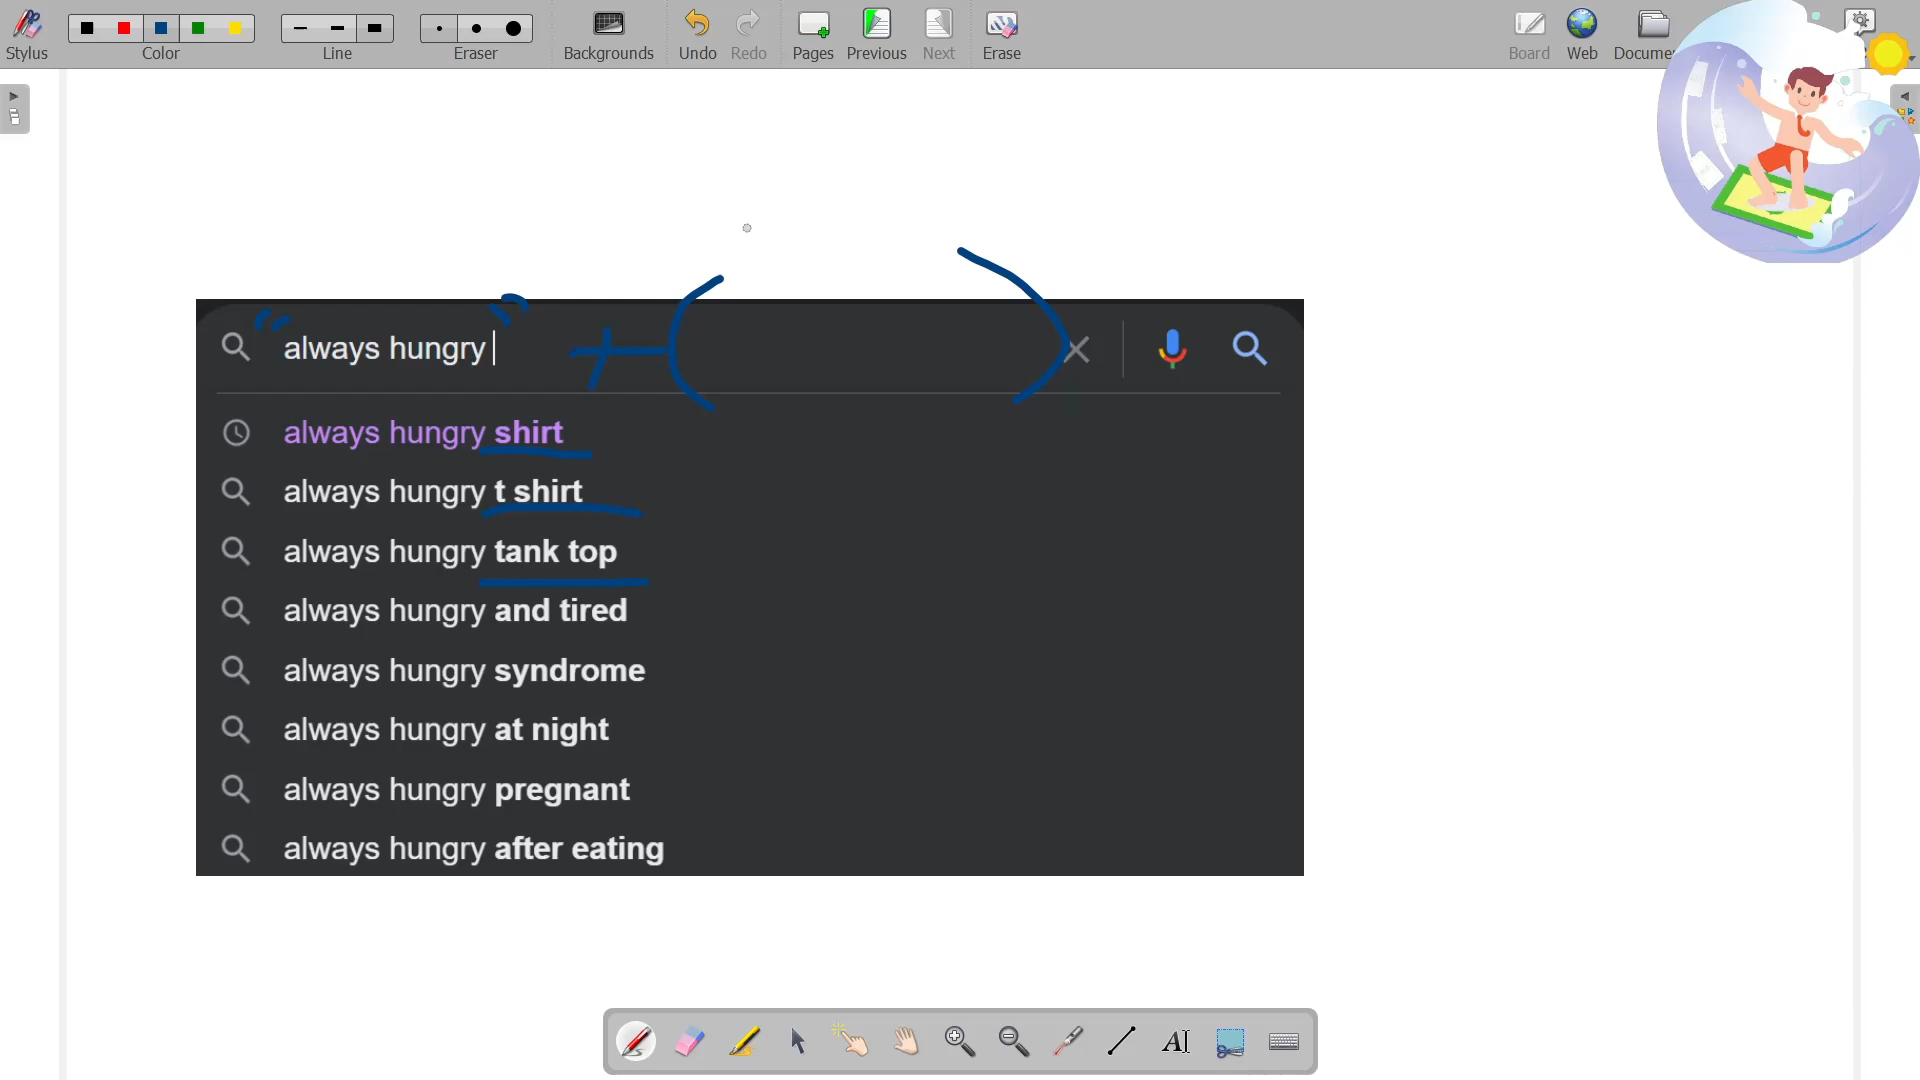 Stylus
Color
Line
Eraser
Backgrounds
Undo
Redo
Pages
Previous
Next
Erase
Board
Web
" always hungry " + ( )
always hungry shirt
always hungry t shirt
always hungry tank top
always hungry and tired
always hungry syndrome
always hungry at night
always hungry pregnant
always hungry after eating
AI